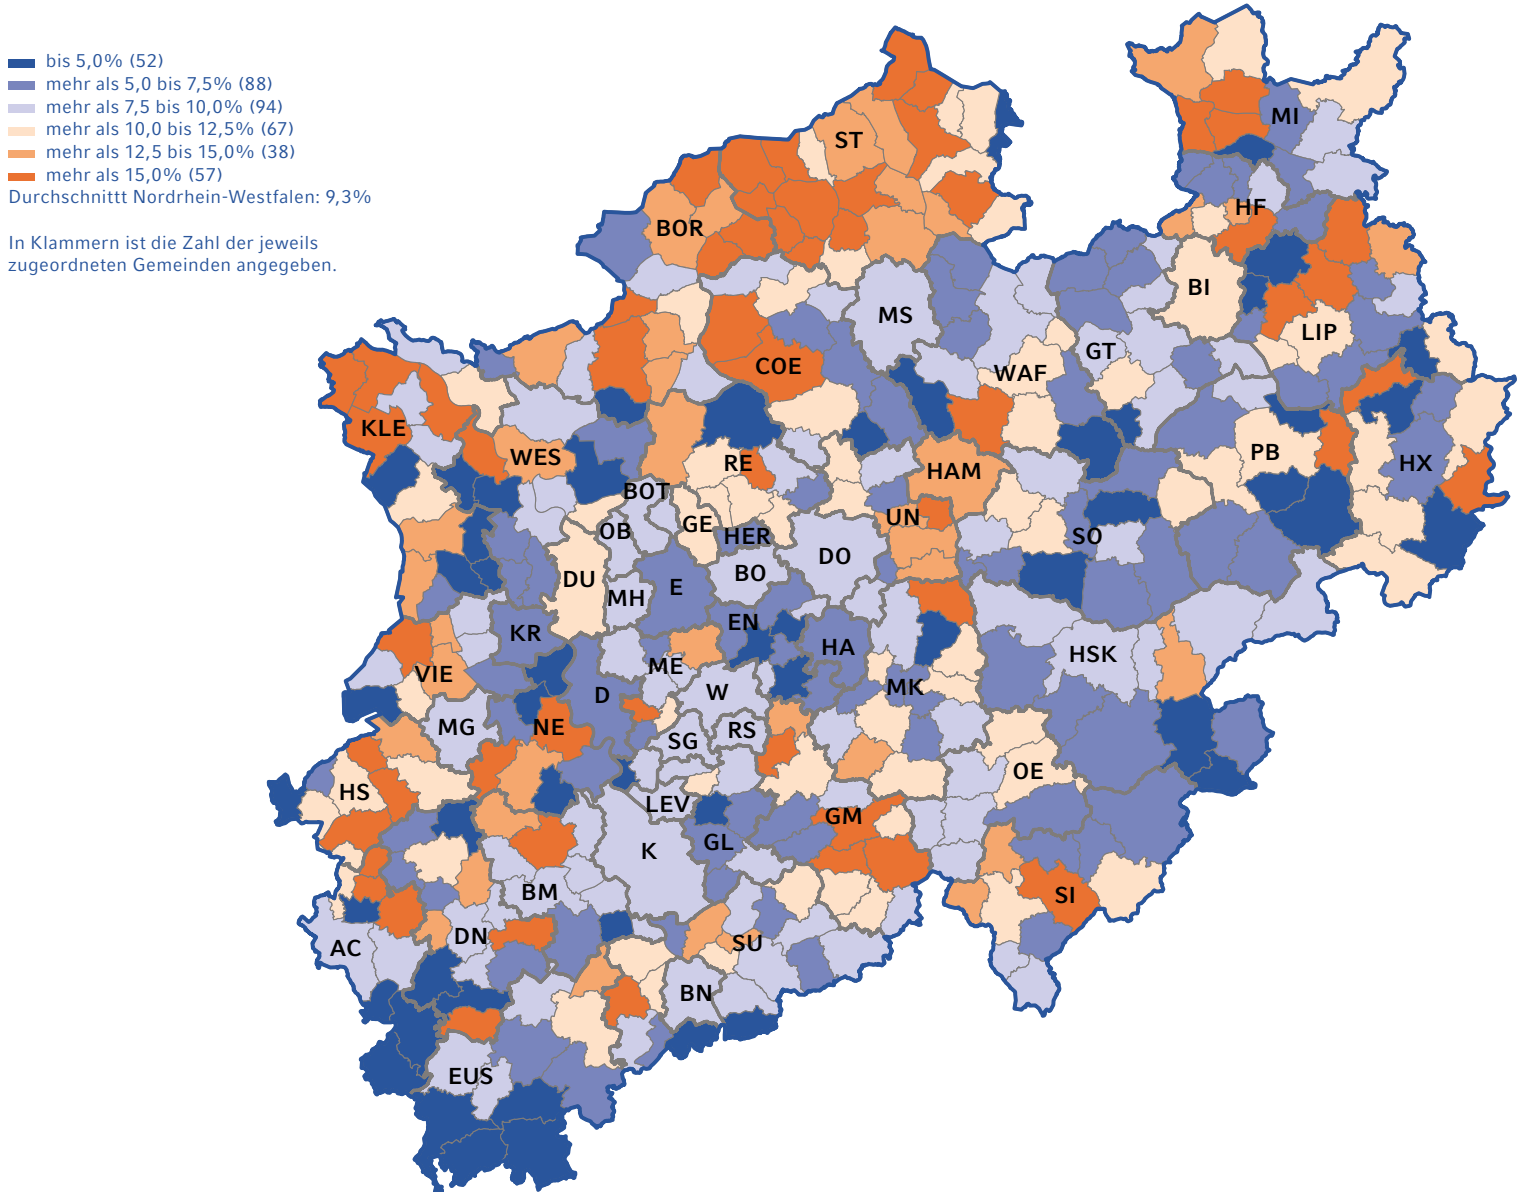 bis 5,0% (52)
mehr als 5,0 bis 7,5% (88)
mehr als 7,5 bis 10,0% (94)
mehr als 10,0 bis 12,5% (67)
mehr als 12,5 bis 15,0% (38)
mehr als 15,0% (57)
Durchschnittt Nordrhein-Westfalen: 9,3%
In Klammern ist die Zahl der jeweils
zugeordneten Gemeinden angegeben.
MI
ST
HF
BOR
BI
MS
LIP
GT
COE
WAF
KLE
PB
WES
RE
HX
HAM
BOT
UN
GE
OB
HER
SO
DO
BO
DU
E
MH
EN
KR
HA
HSK
ME
VIE
MK
W
D
MG
NE
RS
SG
OE
HS
LEV
GM
GL
K
BM
SI
DN
SU
AC
BN
EUS